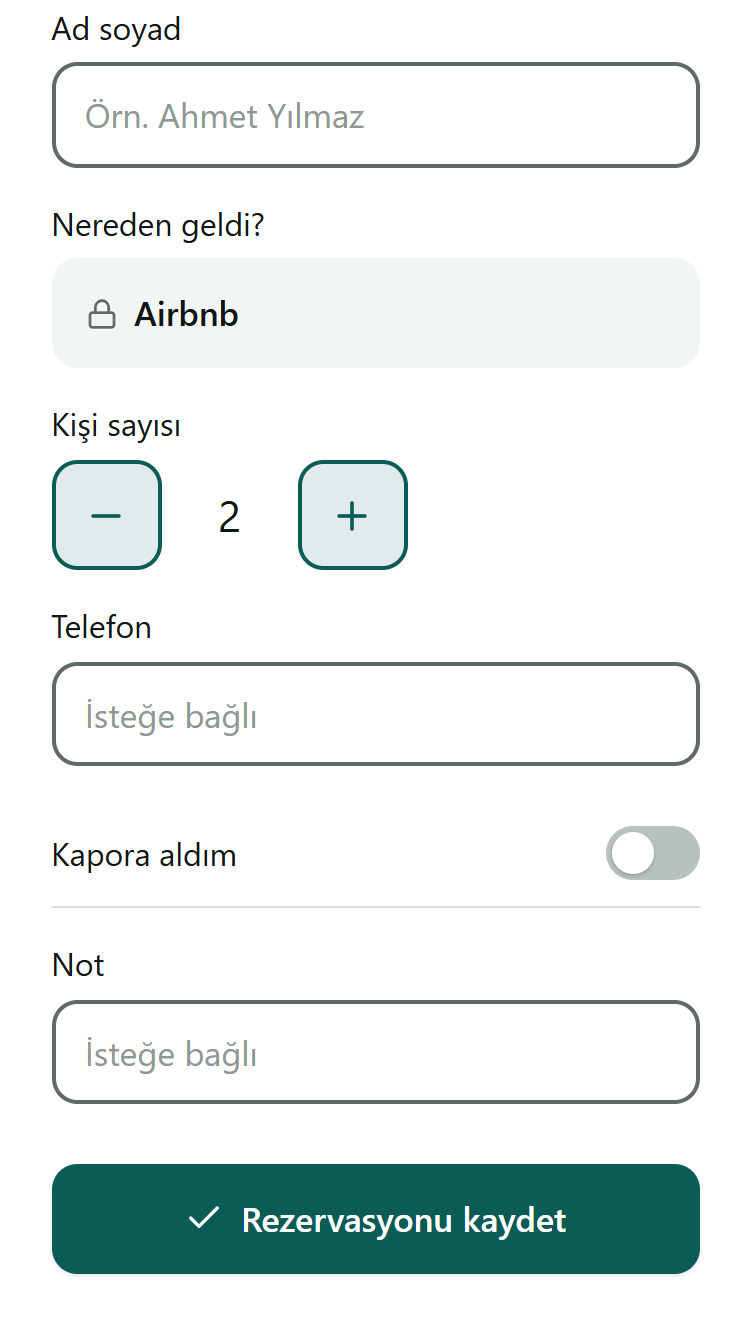 Ad soyad
Örn. Ahmet Yılmaz
Nereden geldi?
Airbnb
Kişi sayısı
2
Telefon
İsteğe bağlı
Kapora aldım
Not
İsteğe bağlı
Rezervasyonu kaydet